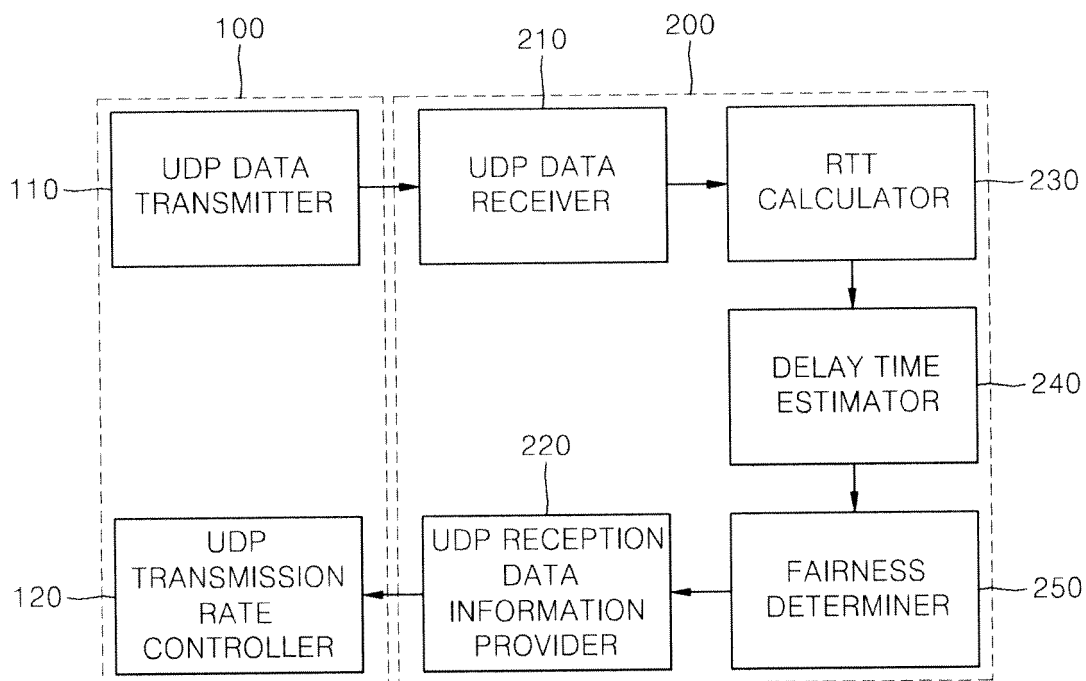 100
210
200
UDP DATA
TRANSMITTER
110
UDP DATA
RECEIVER
RTT
CALCULATOR
230
DELAY TIME
ESTIMATOR
240
220
UDP
TRANSMISSION
RATE
CONTROLLER
120
UDP RECEPTION
DATA
INFORMATION
PROVIDER
FAIRNESS
DETERMINER
250